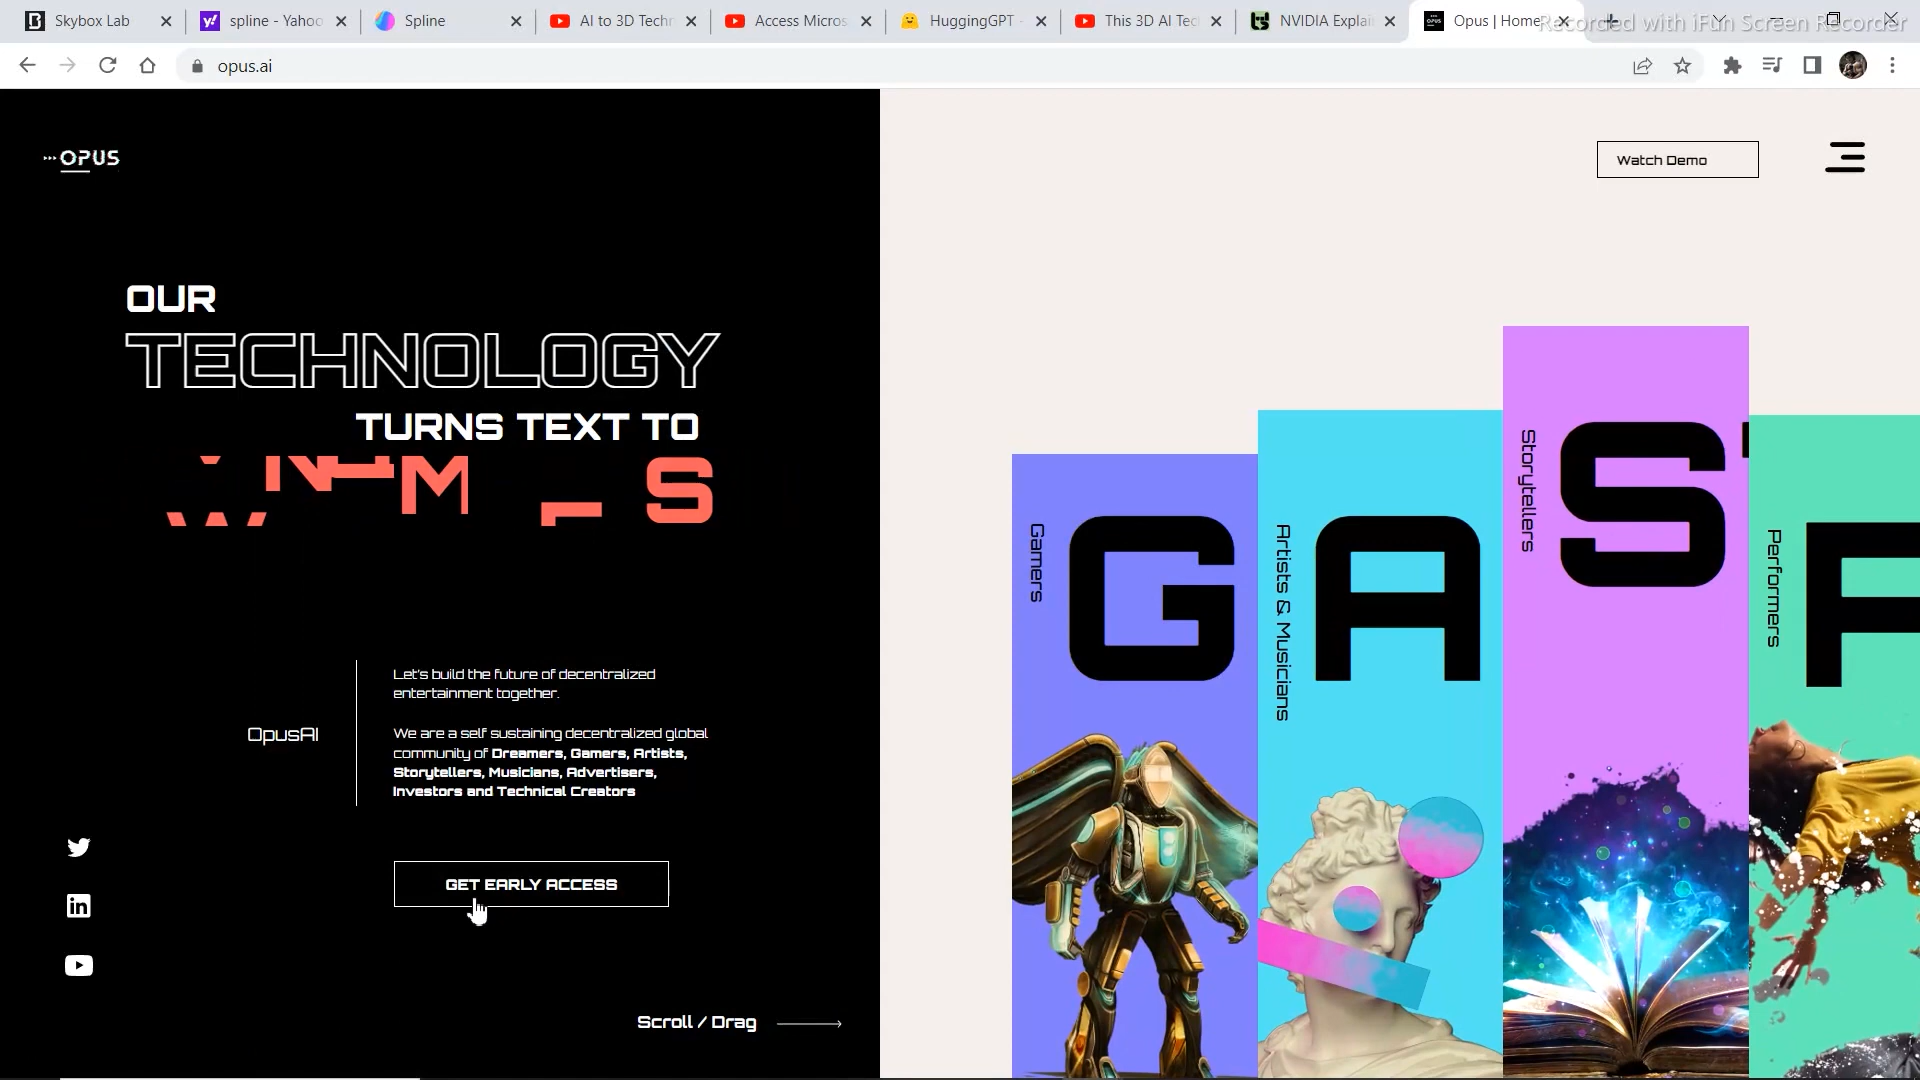 Skybox Lab
spline - Yahoo
Spline
AI to 3D Techn
Access Micros
HuggingGPT -
This 3D AI Tec
NVIDIA Explai
Opus | Home
Recorded with iFun Screen Recorder
opus.ai
OPUS
Watch Demo
OUR
TECHNOLOGY
TURNS TEXT TO
OpusAI
Let's build the future of decentralized
entertainment together.
We are a self sustaining decentralized global
community of Dreamers, Gamers, Artists,
Storytellers, Musicians, Advertisers,
Investors and Technical Creators
GET EARLY ACCESS
Scroll / Drag
Gamers
G
Artists & Musicians
A
Storytellers
S
Performers